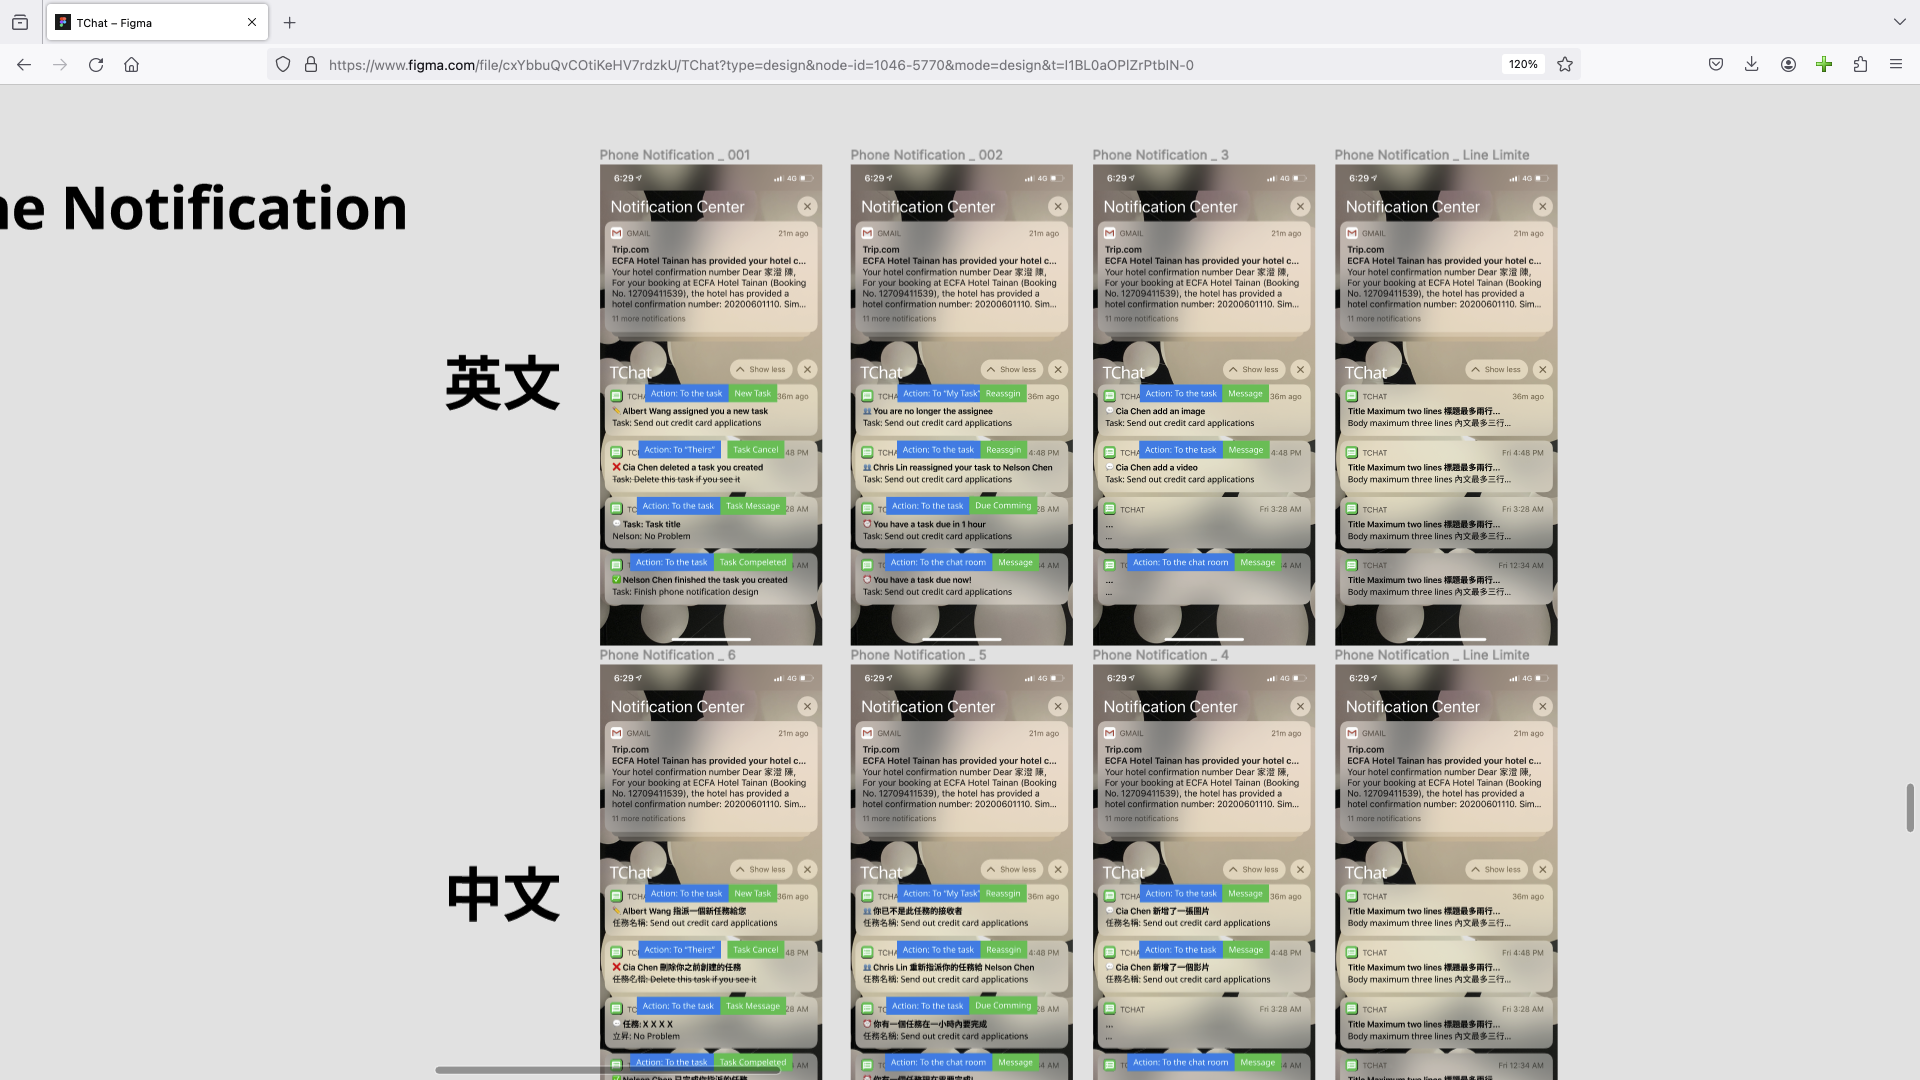 TChat – Figma
https://www.figma.com/file/cxYbbuQvCOtiKeHV7rdzkU/TChat?type=design&node-id=1046-5770&mode=design&t=I1BL0aOPlZrPtbIN-0
120%
ne Notification
英文
中文
Phone Notification _ 001
6:29
4G
Notification Center
GMAIL
21m ago
Trip.com
ECFA Hotel Tainan has provided your hotel c...
Your hotel confirmation number Dear 家澄 陳,
For your booking at ECFA Hotel Tainan (Booking
No. 12709411539), the hotel has provided a
hotel confirmation number: 20200601110. Sim...
11 more notifications
TChat
Show less
Action: To the task
New Task
36m ago
Albert Wang assigned you a new task
Task: Send out credit card applications
Action: To "Theirs"
Task Cancel
48 PM
Cia Chen deleted a task you created
Task: Delete this task if you see it
Action: To the task
Task Message
28 AM
Task: Task title
Nelson: No Problem
Action: To the task
Task Compeleted
AM
Nelson Chen finished the task you created
Task: Finish phone notification design
Phone Notification _ 002
6:29
4G
Notification Center
GMAIL
21m ago
Trip.com
ECFA Hotel Tainan has provided your hotel c...
Your hotel confirmation number Dear 家澄 陳,
For your booking at ECFA Hotel Tainan (Booking
No. 12709411539), the hotel has provided a
hotel confirmation number: 20200601110. Sim...
11 more notifications
TChat
Show less
Action: To "My Task"
Reassgin
36m ago
You are no longer the assignee
Task: Send out credit card applications
Action: To the task
Reassgin
4:48 PM
Chris Lin reassigned your task to Nelson Chen
Task: Send out credit card applications
Action: To the task
Due Comming
28 AM
You have a task due in 1 hour
Task: Send out credit card applications
Action: To the chat room
Message
4 AM
You have a task due now!
Task: Send out credit card applications
Phone Notification _ 3
6:29
4G
Notification Center
GMAIL
21m ago
Trip.com
ECFA Hotel Tainan has provided your hotel c...
Your hotel confirmation number Dear 家澄 陳,
For your booking at ECFA Hotel Tainan (Booking
No. 12709411539), the hotel has provided a
hotel confirmation number: 20200601110. Sim...
11 more notifications
TChat
Show less
Action: To the task
Message
36m ago
Cia Chen add an image
Task: Send out credit card applications
Action: To the task
Message
4:48 PM
Cia Chen add a video
Task: Send out credit card applications
TCHAT
Fri 3:28 AM
...
...
Action: To the chat room
Message
4 AM
...
...
Phone Notification _ Line Limite
6:29
4G
Notification Center
GMAIL
21m ago
Trip.com
ECFA Hotel Tainan has provided your hotel c...
Your hotel confirmation number Dear 家澄 陳,
For your booking at ECFA Hotel Tainan (Booking
No. 12709411539), the hotel has provided a
hotel confirmation number: 20200601110. Sim...
11 more notifications
TChat
Show less
TCHAT
36m ago
Title Maximum two lines 標題最多兩行...
Body maximum three lines 內文最多三行...
TCHAT
Fri 4:48 PM
Title Maximum two lines 標題最多兩行...
Body maximum three lines 內文最多三行...
TCHAT
Fri 3:28 AM
Title Maximum two lines 標題最多兩行...
Body maximum three lines 內文最多三行...
TCHAT
Fri 12:34 AM
Title Maximum two lines 標題最多兩行...
Body maximum three lines 內文最多三行...
Phone Notification _ 6
6:29
4G
Notification Center
GMAIL
21m ago
Trip.com
ECFA Hotel Tainan has provided your hotel c...
Your hotel confirmation number Dear 家澄 陳,
For your booking at ECFA Hotel Tainan (Booking
No. 12709411539), the hotel has provided a
hotel confirmation number: 20200601110. Sim...
11 more notifications
TChat
Show less
Action: To the task
New Task
36m ago
Albert Wang 指派一個新任務給您
任務名稱: Send out credit card applications
Action: To "Theirs"
Task Cancel
48 PM
Cia Chen 刪除你之前創建的任務
任務名稱: Delete this task if you see it
Action: To the task
Task Message
28 AM
任務: X X X X
立昇: No Problem
Action: To the task
Task Compeleted
AM
Phone Notification _ 5
6:29
4G
Notification Center
GMAIL
21m ago
Trip.com
ECFA Hotel Tainan has provided your hotel c...
Your hotel confirmation number Dear 家澄 陳,
For your booking at ECFA Hotel Tainan (Booking
No. 12709411539), the hotel has provided a
hotel confirmation number: 20200601110. Sim...
11 more notifications
TChat
Show less
Action: To "My Task"
Reassgin
36m ago
你已不是此任務的接收者
任務名稱: Send out credit card applications
Action: To the task
Reassgin
4:48 PM
Chris Lin 重新指派你的任務給 Nelson Chen
任務名稱: Send out credit card applications
Action: To the task
Due Comming
28 AM
你有一個任務在一小時內要完成
任務名稱: Send out credit card applications
Action: To the chat room
Message
4 AM
Phone Notification _ 4
6:29
4G
Notification Center
GMAIL
21m ago
Trip.com
ECFA Hotel Tainan has provided your hotel c...
Your hotel confirmation number Dear 家澄 陳,
For your booking at ECFA Hotel Tainan (Booking
No. 12709411539), the hotel has provided a
hotel confirmation number: 20200601110. Sim...
11 more notifications
TChat
Show less
Action: To the task
Message
36m ago
Cia Chen 新增了一張圖片
任務名稱: Send out credit card applications
Action: To the task
Message
4:48 PM
Cia Chen 新增了一個影片
任務名稱: Send out credit card applications
TCHAT
Fri 3:28 AM
...
...
Action: To the chat room
Message
4 AM
Phone Notification _ Line Limite
6:29
4G
Notification Center
GMAIL
21m ago
Trip.com
ECFA Hotel Tainan has provided your hotel c...
Your hotel confirmation number Dear 家澄 陳,
For your booking at ECFA Hotel Tainan (Booking
No. 12709411539), the hotel has provided a
hotel confirmation number: 20200601110. Sim...
11 more notifications
TChat
Show less
TCHAT
36m ago
Title Maximum two lines 標題最多兩行...
Body maximum three lines 內文最多三行...
TCHAT
Fri 4:48 PM
Title Maximum two lines 標題最多兩行...
Body maximum three lines 內文最多三行...
TCHAT
Fri 3:28 AM
Title Maximum two lines 標題最多兩行...
Body maximum three lines 內文最多三行...
TCHAT
Fri 12:34 AM